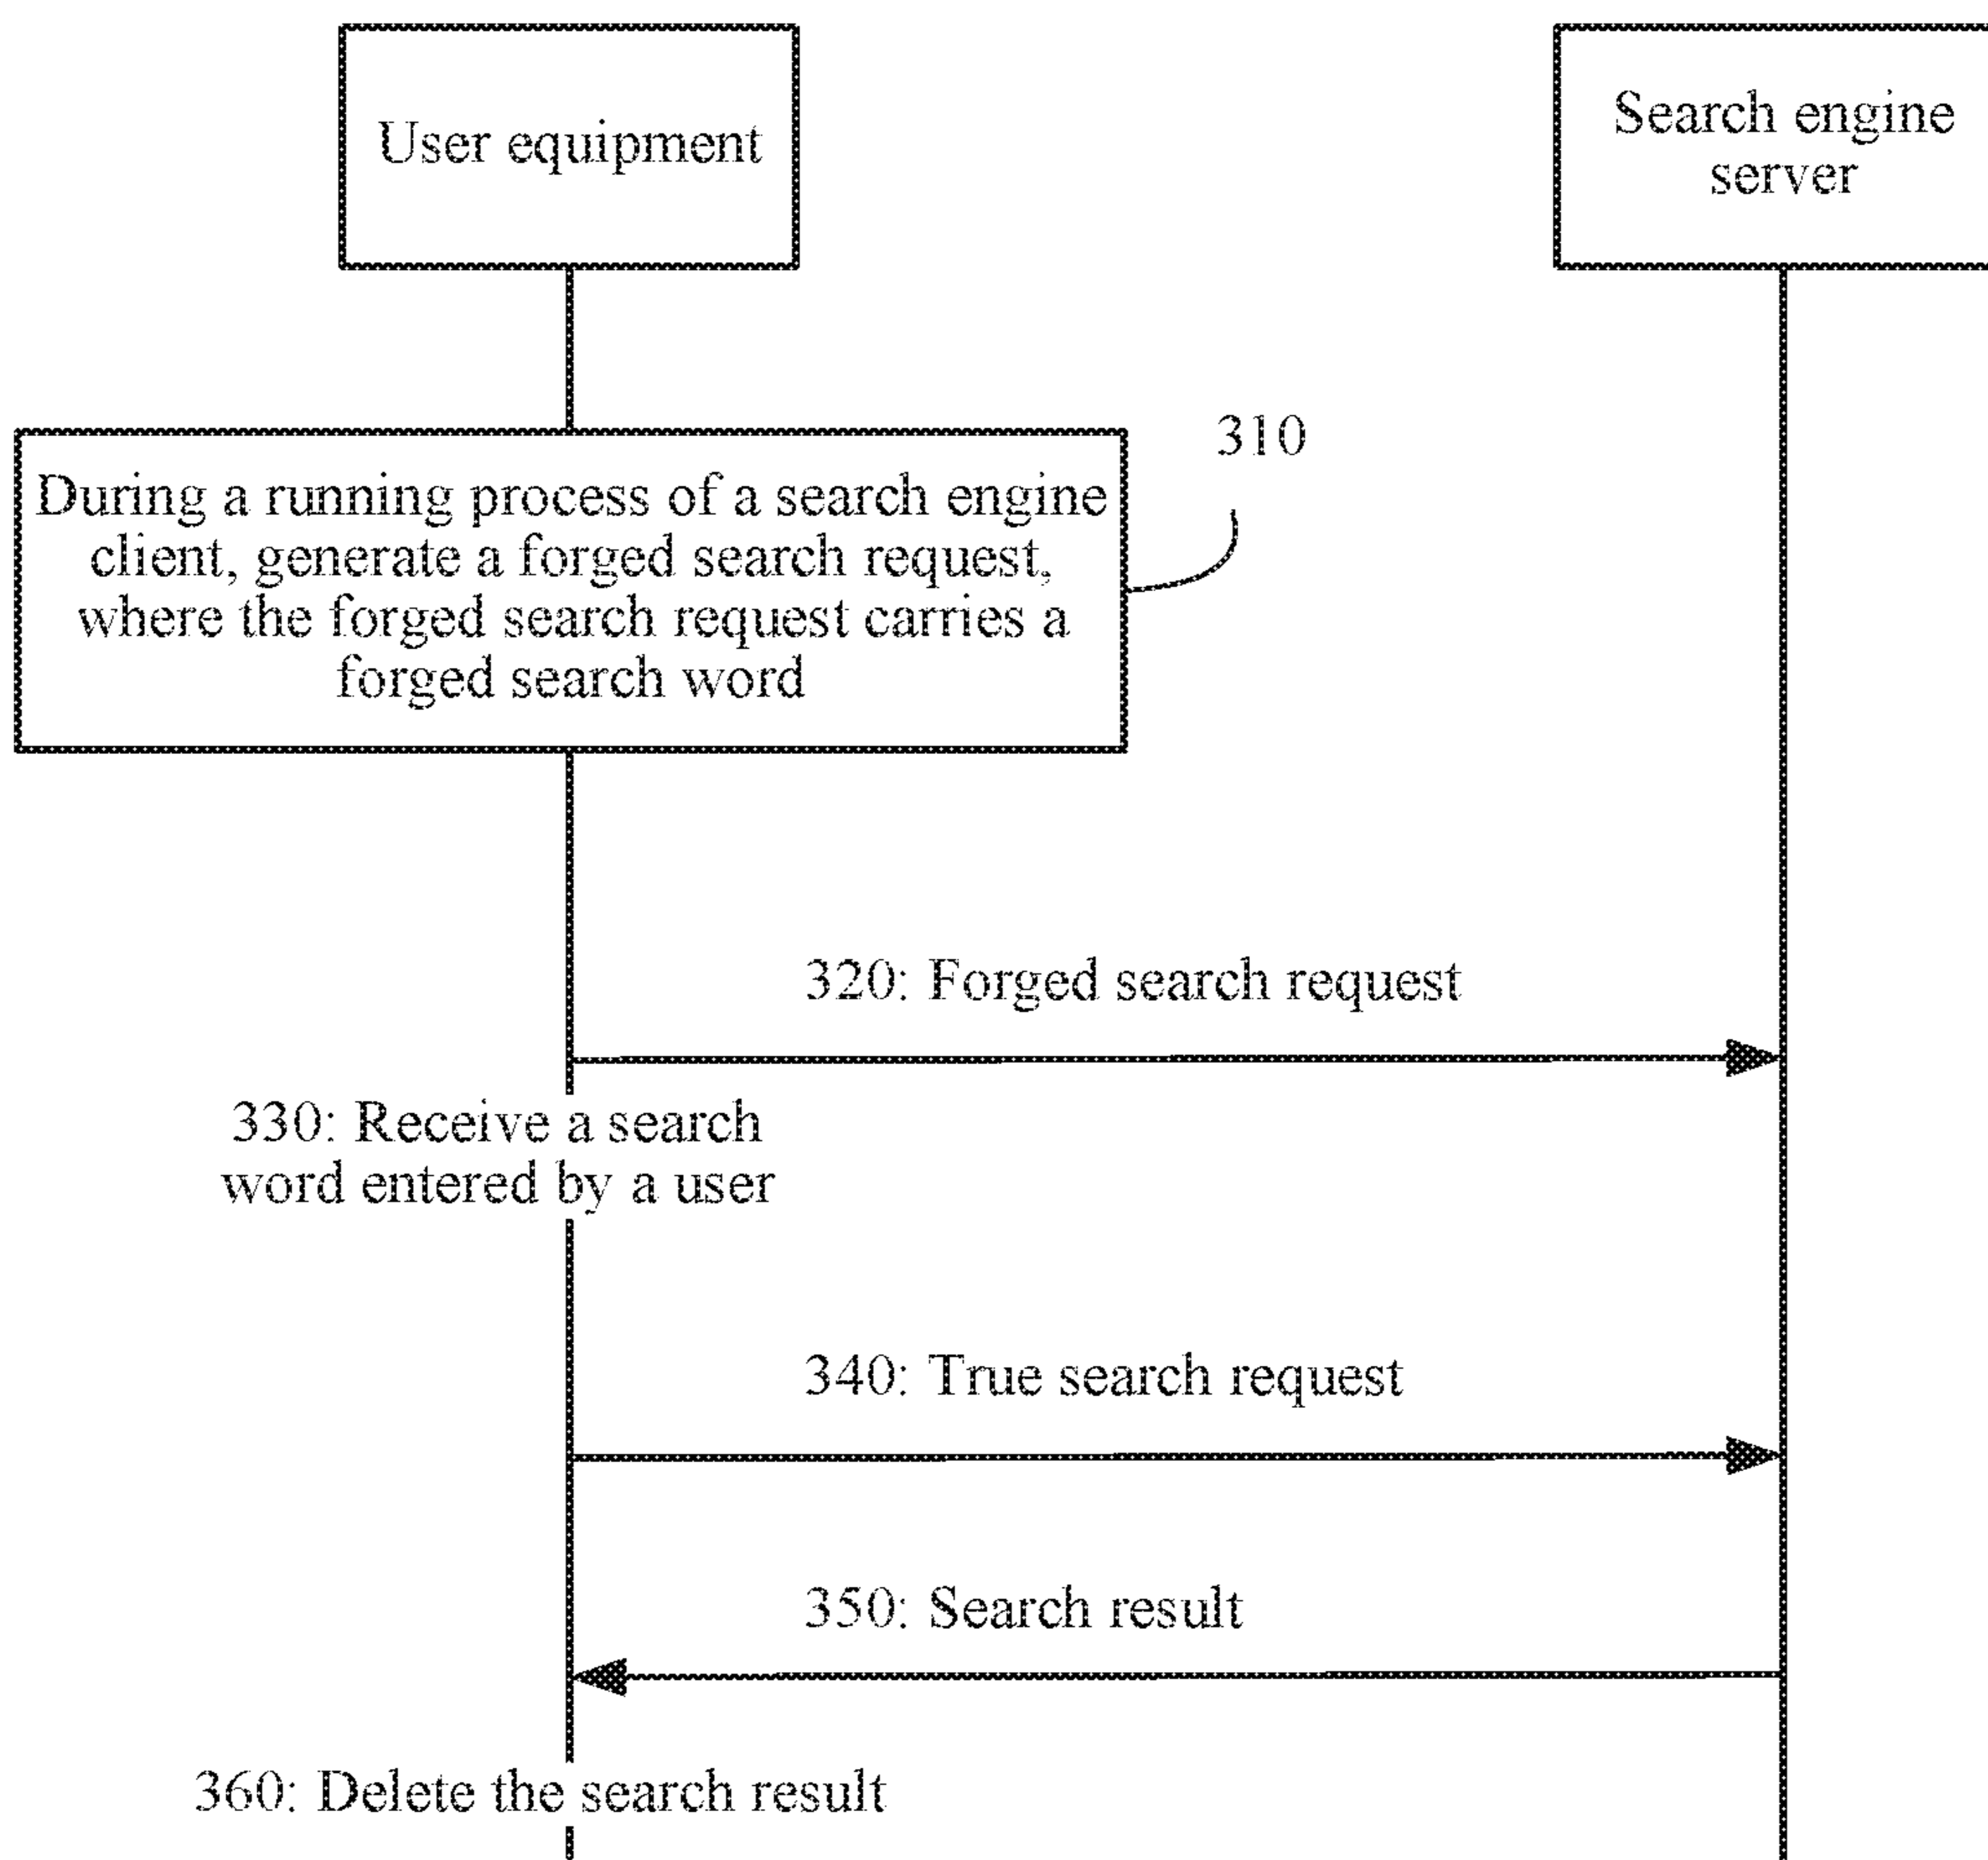 User equipment
Search engine
server
310
During a running process of a search engine
client, generate a forged search request,
where the forged search request carries a
forged search word
320: Forged search request
330: Receive a search
word entered by a user
340: True search request
350: Search result
360: Delete the search result